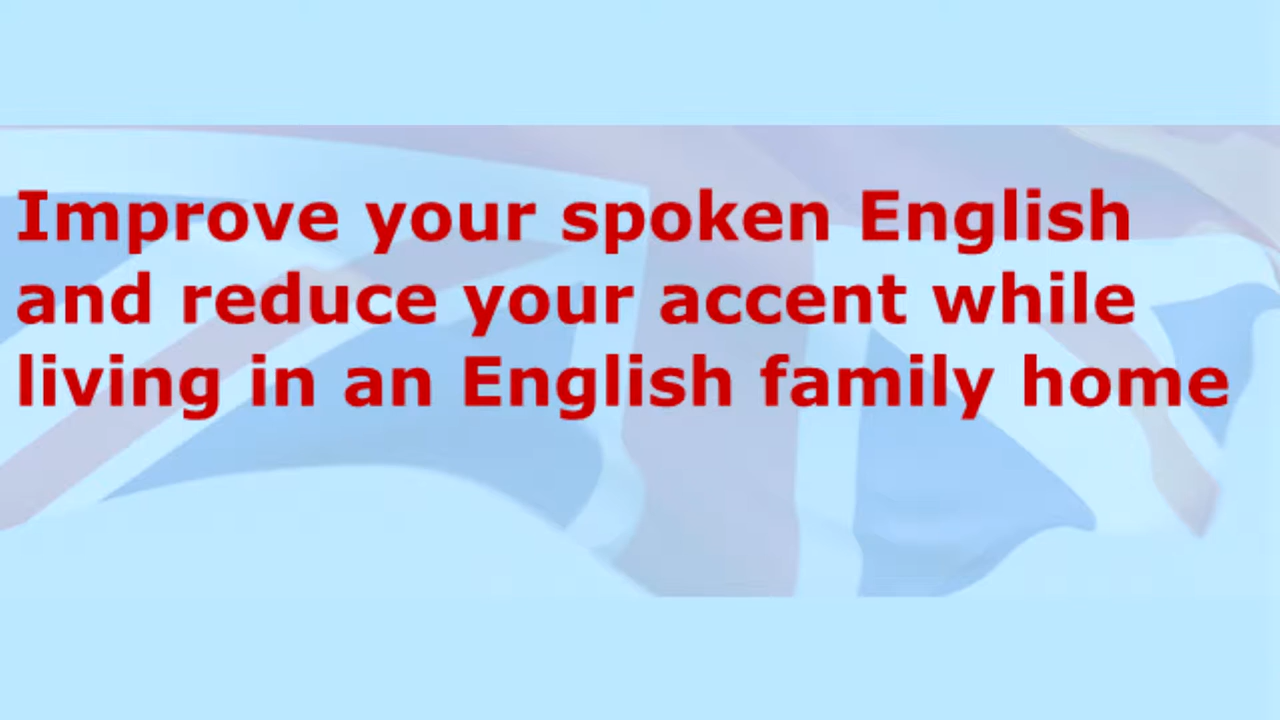 Improve your spoken English
and reduce your accent while
living in an English family home